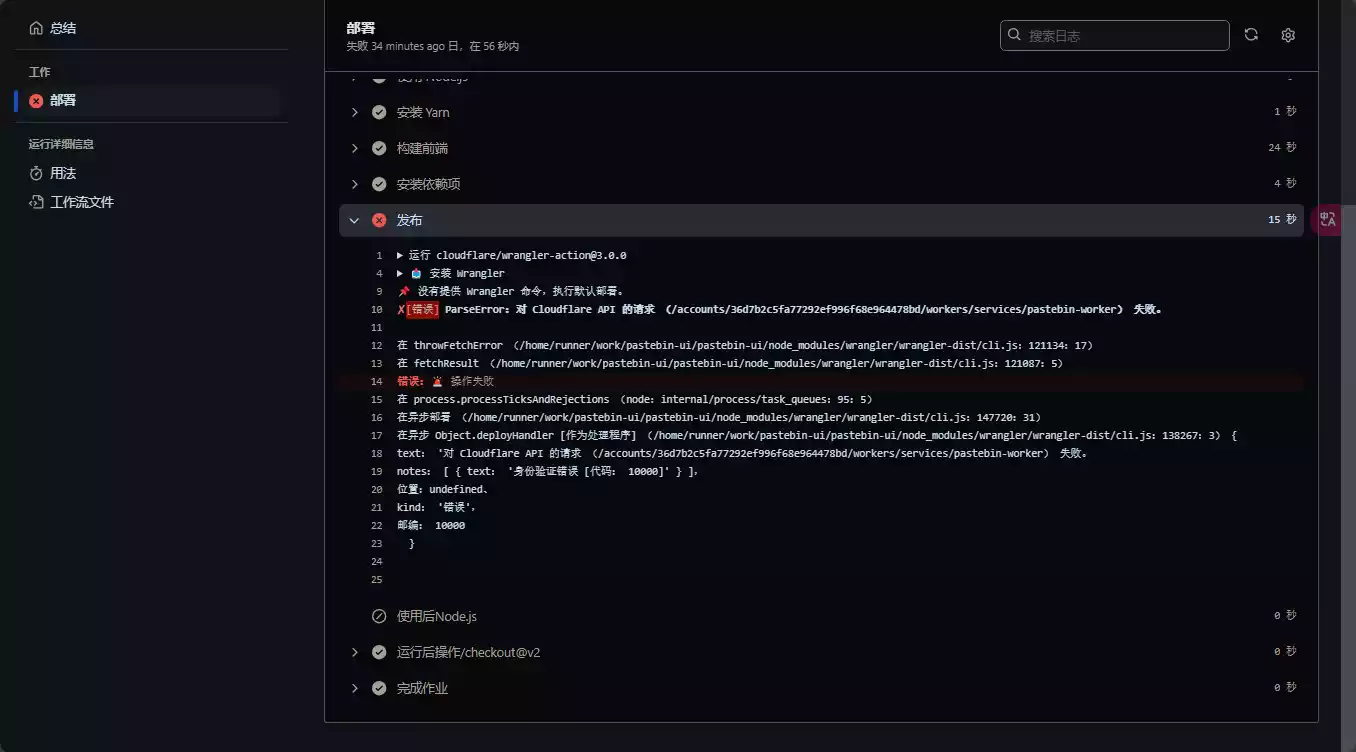 总结
工作
部署
运行详细信息
用法
工作流文件
部署
失败 34 minutes ago 日，在 56 秒内
搜索日志
使用 Node.js
安装 Yarn
1 秒
构建前端
24 秒
安装依赖项
4 秒
发布
15 秒
1 ▶ 运行 cloudflare/wrangler-action@3.0.0
4 ▶ 安装 Wrangler
9 📌 没有提供 Wrangler 命令，执行默认部署。
10 ✗[错误] ParseError：对 Cloudflare API 的请求 （/accounts/36d7b2c5fa77292ef996f68e964478bd/workers/services/pastebin-worker） 失败。
11
12 在 throwFetchError （/home/runner/work/pastebin-ui/pastebin-ui/node_modules/wrangler/wrangler-dist/cli.js：121134：17）
13 在 fetchResult （/home/runner/work/pastebin-ui/pastebin-ui/node_modules/wrangler/wrangler-dist/cli.js：121087：5）
14 错误：🚨 操作失败
15 在 process.processTicksAndRejections （node：internal/process/task_queues：95：5）
16 在异步部署 （/home/runner/work/pastebin-ui/pastebin-ui/node_modules/wrangler/wrangler-dist/cli.js：147720：31）
17 在异步 Object.deployHandler [作为处理程序] （/home/runner/work/pastebin-ui/pastebin-ui/node_modules/wrangler/wrangler-dist/cli.js：138267：3） {
18 text： '对 Cloudflare API 的请求 （/accounts/36d7b2c5fa77292ef996f68e964478bd/workers/services/pastebin-worker） 失败。
19 notes： [ { text： '身份验证错误 [代码： 10000]' } ]，
20 位置：undefined、
21 kind： '错误'，
22 邮编： 10000
23 }
24
25
使用后Node.js
0 秒
运行后操作/checkout@v2
0 秒
完成作业
0 秒